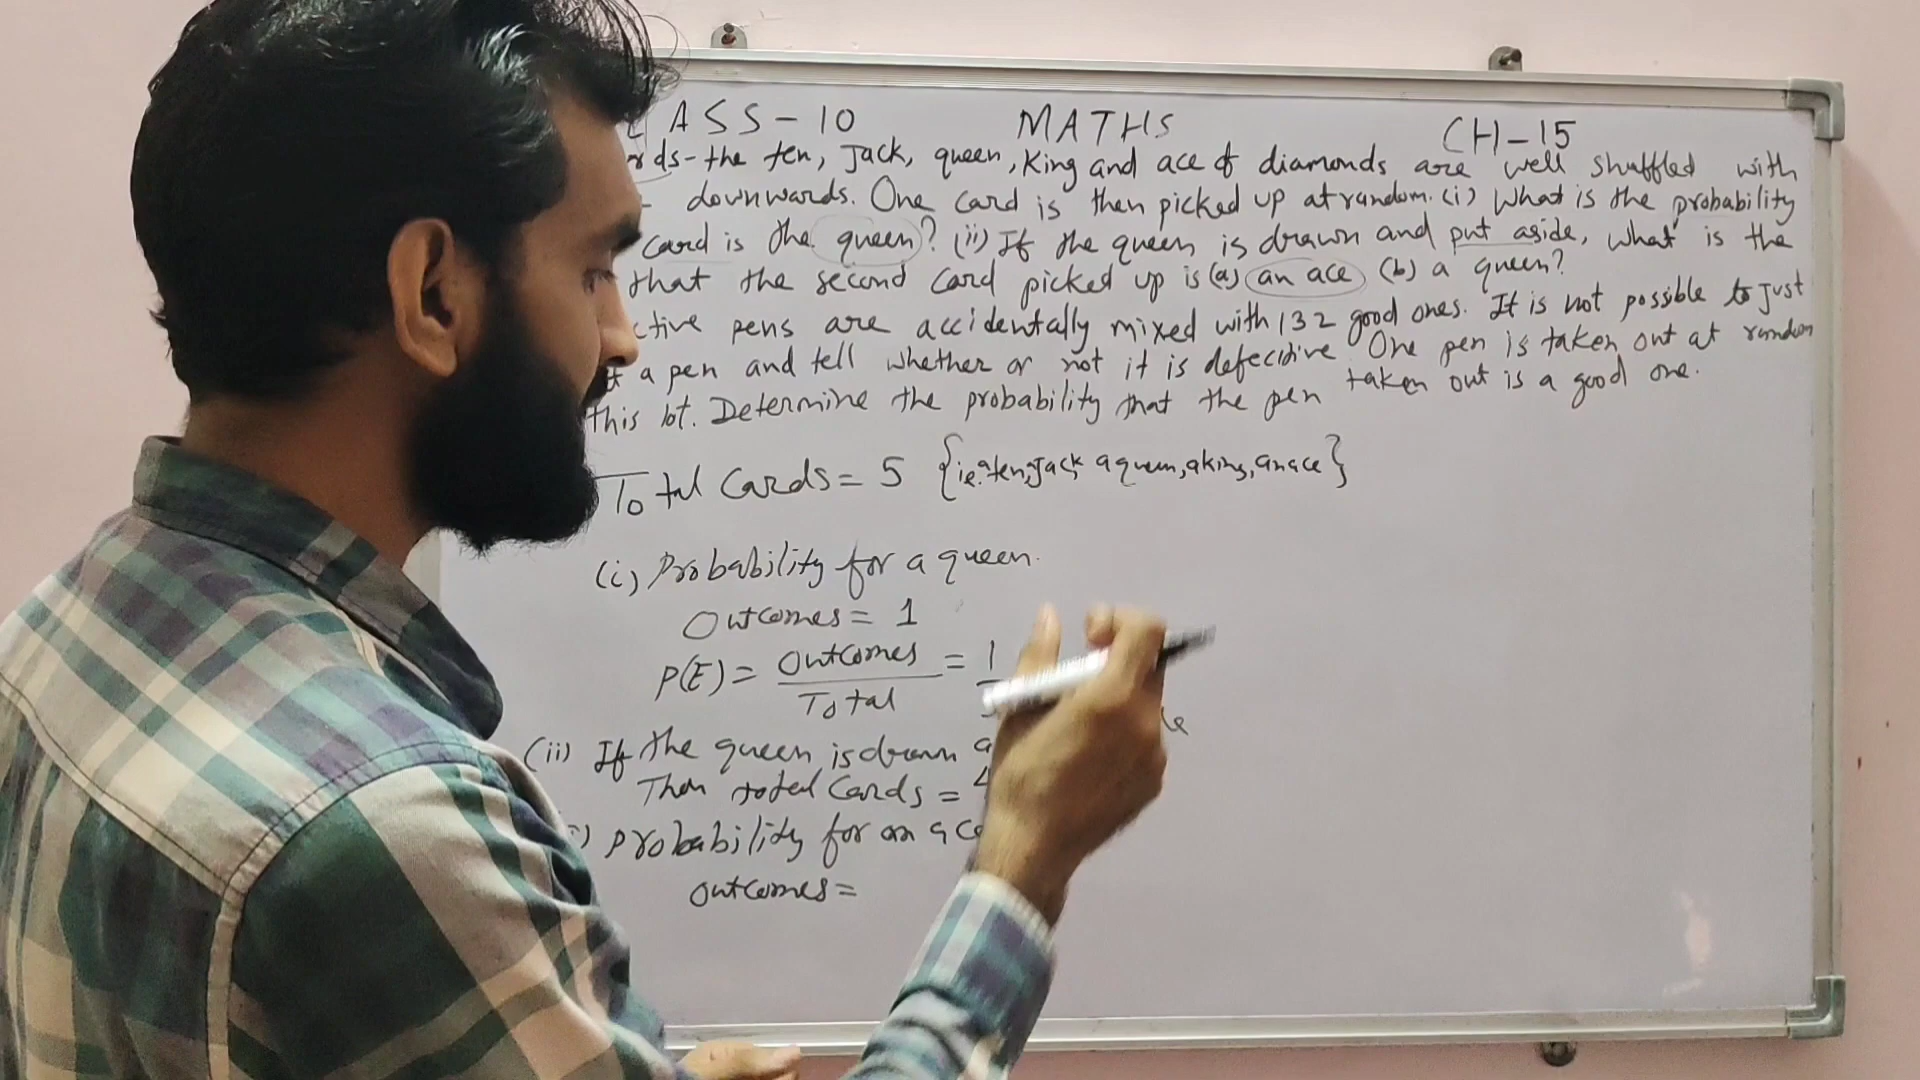 ASS-10 MATHS CH-15
ds-the ten, Jack, queen, King and ace of diamonds are well shuffled with
downwards. One card is then picked up at random. (i) What is the probability
card is the queen? (ii) If the queen is drawn and put aside, what is the
that the second card picked up is (a) an ace (b) a queen?
ctive pens are accidentally mixed with 132 good ones. It is not possible to just
a pen and tell whether or not it is defecitive. One pen is taken out at random
this lot. Determine the probability that the pen taken out is a good one.
Total Cards = 5 {ie. a ten, a Jack, a queen, a king, an ace}
(i) Probability for a queen.
Outcomes = 1
P(E) = Outcomes / Total = 1
(ii) If the queen is drawn
Then total Cards = 4
Probability for an ace
Outcomes =